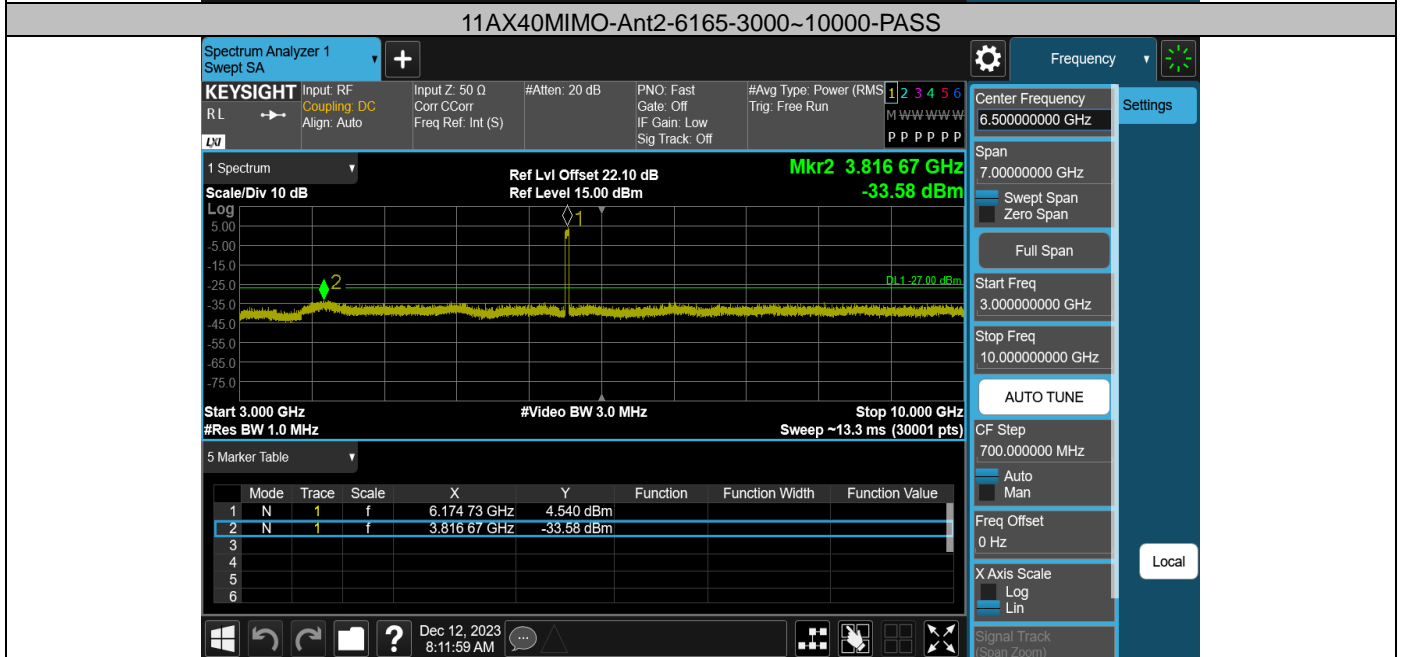 11AX40MIMO-Ant2-6165-3000~10000-PASS
Spectrum Analyzer 1
Swept SA
+
Frequency
KEYSIGHT
RL
LXI
Input: RF
Coupling: DC
Align: Auto
Input Z: 50 Ω
Corr CCorr
Freq Ref: Int (S)
#Atten: 20 dB
PNO: Fast
Gate: Off
IF Gain: Low
Sig Track: Off
#Avg Type: Power (RMS
Trig: Free Run
1 2 3 4 5 6
M W W W W W
P P P P P P
1 Spectrum
Scale/Div 10 dB
Ref Lvl Offset 22.10 dB
Ref Level 15.00 dBm
Mkr2 3.816 67 GHz
-33.58 dBm
Log
5.00
-5.00
-15.0
-25.0
-35.0
-45.0
-55.0
-65.0
-75.0
1
2
DL1 -27.00 dBm
Start 3.000 GHz
#Video BW 3.0 MHz
Stop 10.000 GHz
#Res BW 1.0 MHz
Sweep ~13.3 ms (30001 pts)
5 Marker Table
Mode Trace Scale X Y Function Function Width Function Value
1 N 1 f 6.174 73 GHz 4.540 dBm
2 N 1 f 3.816 67 GHz -33.58 dBm
3
4
5
6
?
Dec 12, 2023
8:11:59 AM
Center Frequency
6.500000000 GHz
Settings
Span
7.00000000 GHz
Swept Span
Zero Span
Full Span
Start Freq
3.000000000 GHz
Stop Freq
10.000000000 GHz
AUTO TUNE
CF Step
700.000000 MHz
Auto
Man
Freq Offset
0 Hz
Local
X Axis Scale
Log
Lin
Signal Track
(Span Zoom)